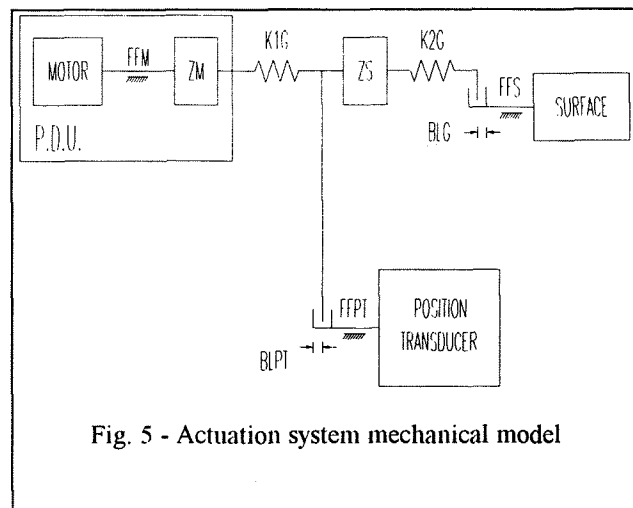 K1G
K2G
MOTOR
FFM
ZM
ZS
FFS
SURFACE
P.D.U.
BLG
FFPT
POSITION
TRANSDUCER
BLPT
Fig. 5 - Actuation system mechanical model